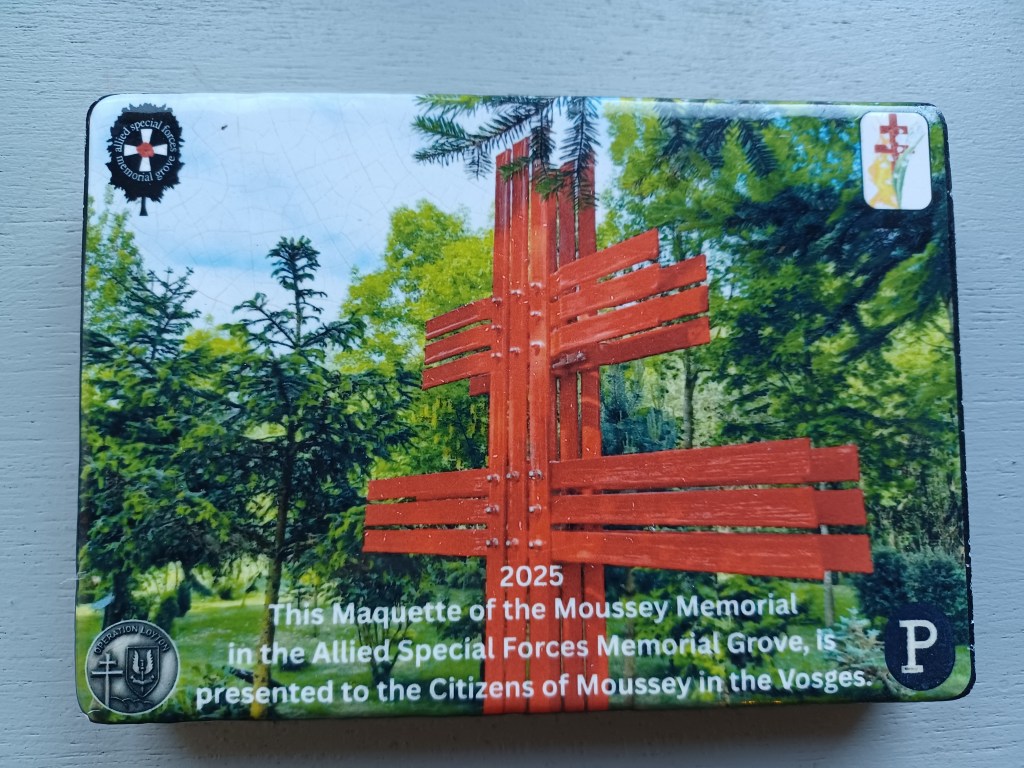 allied special forces
memorial grove
2025
This Maquette of the Moussey Memorial
in the Allied Special Forces Memorial Grove, is
presented to the Citizens of Moussey in the Vosges.
OPERATION LOYTON
P